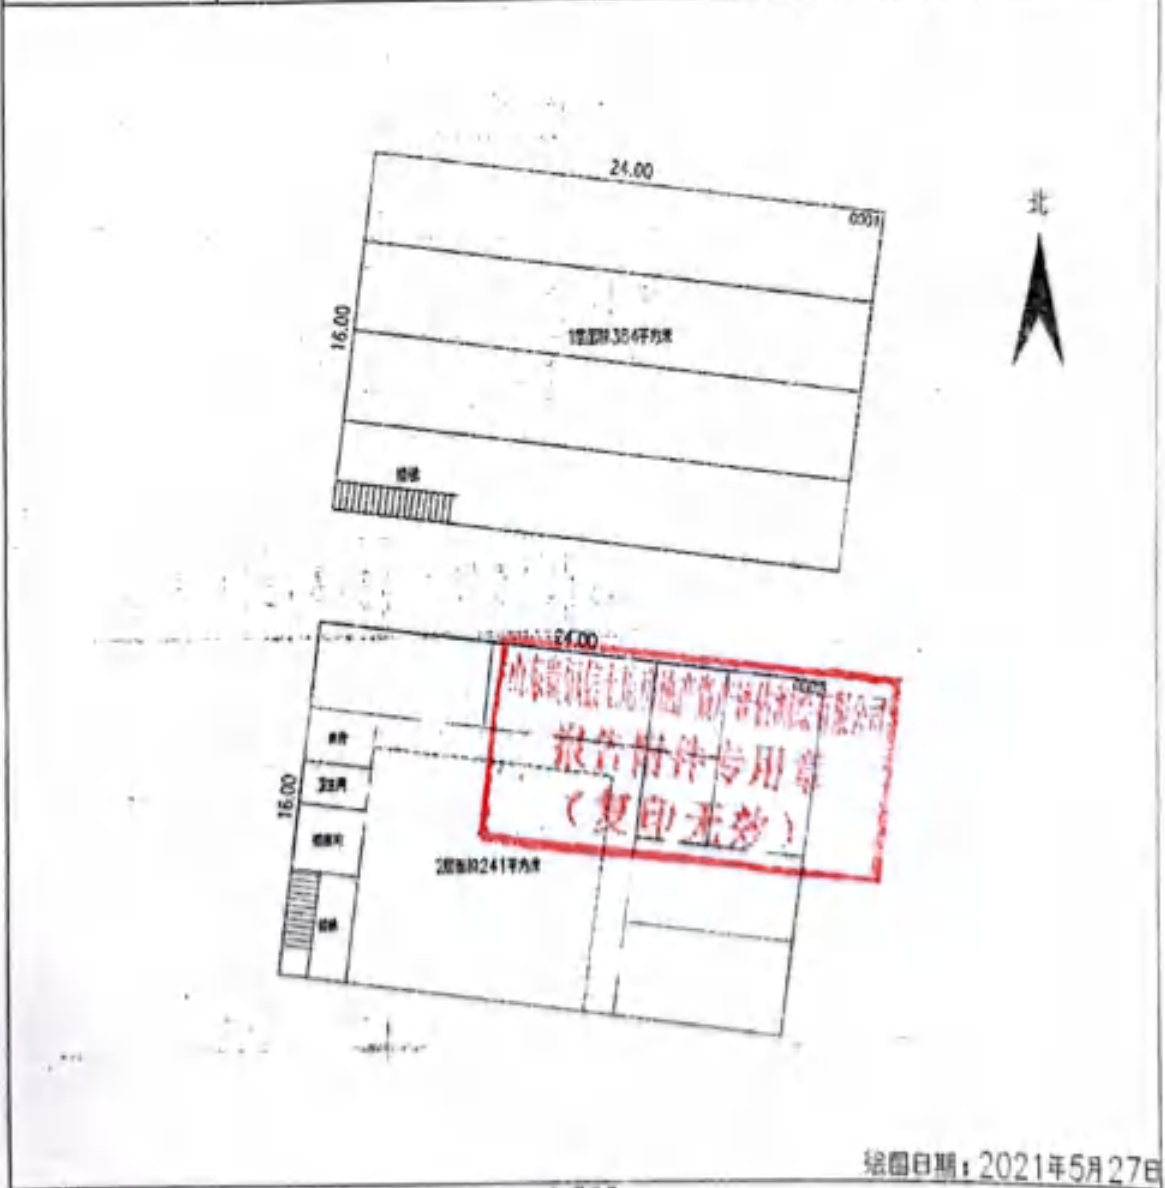 24.00
0001
北
16.00
1层面积384平方米
楼梯
24.00
0002
报告附件专用章
(复印无效)
厨房
卫生间
16.00
2层面积241平方米
楼梯
绘图日期:2021年5月27日